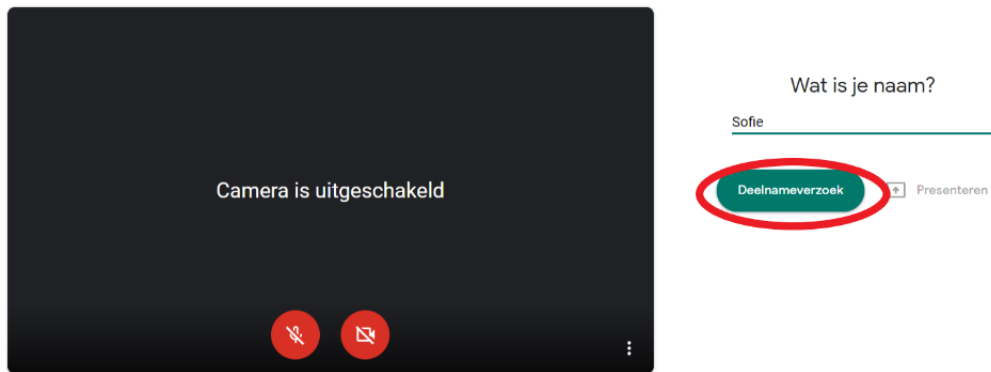 Camera is uitgeschakeld
Wat is je naam?
Sofie
Deelnameverzoek
Presenteren